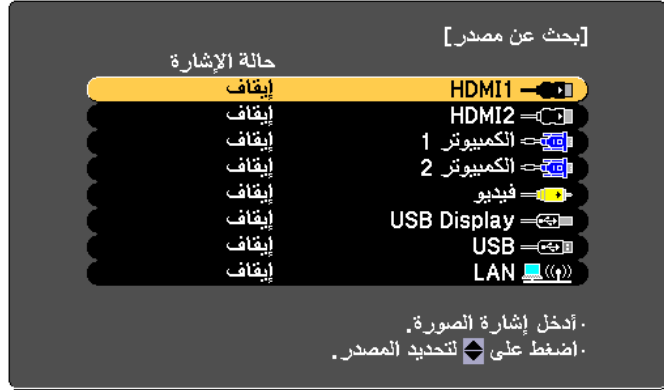 [بحث عن مصدر]
حالة الإشارة
HDMI1 إيقاف
HDMI2 إيقاف
الكمبيوتر 1 إيقاف
الكمبيوتر 2 إيقاف
فيديو إيقاف
USB Display إيقاف
USB إيقاف
LAN إيقاف
·أدخل إشارة الصورة.
·اضغط على لتحديد المصدر.